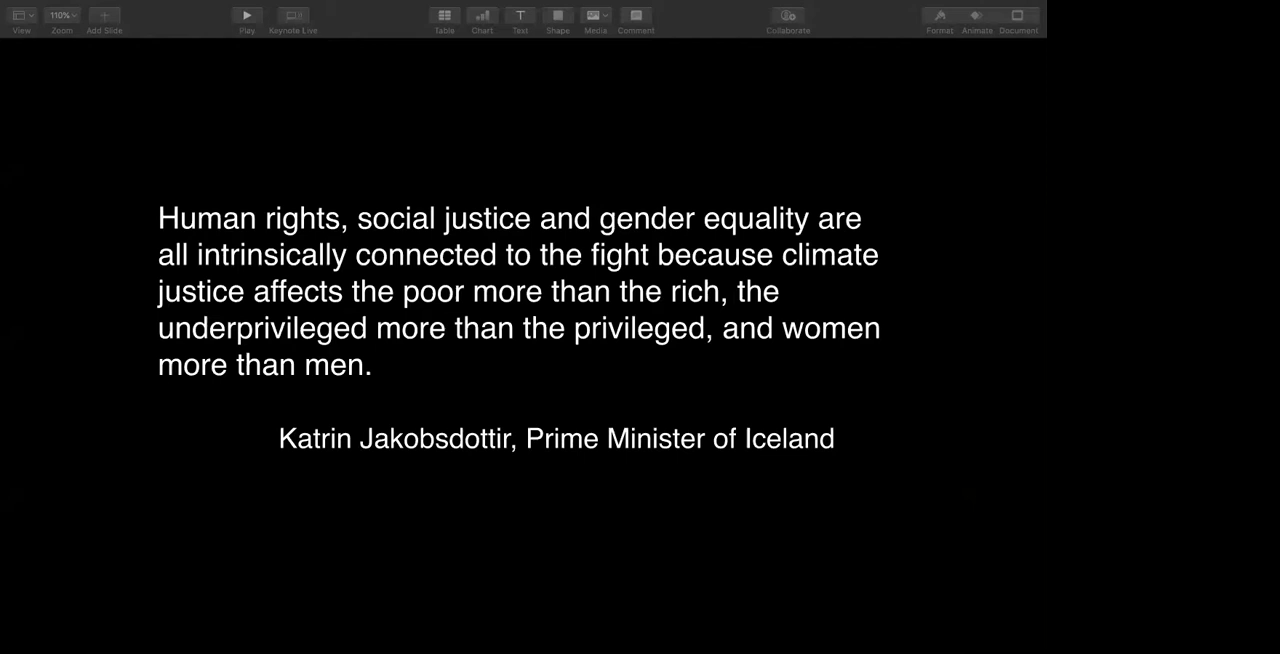 View 110% Zoom Add Slide Play Keynote Live Table Chart Text Shape Media Comment Collaborate Format Animate Document
Human rights, social justice and gender equality are
all intrinsically connected to the fight because climate
justice affects the poor more than the rich, the
underprivileged more than the privileged, and women
more than men.
Katrin Jakobsdottir, Prime Minister of Iceland